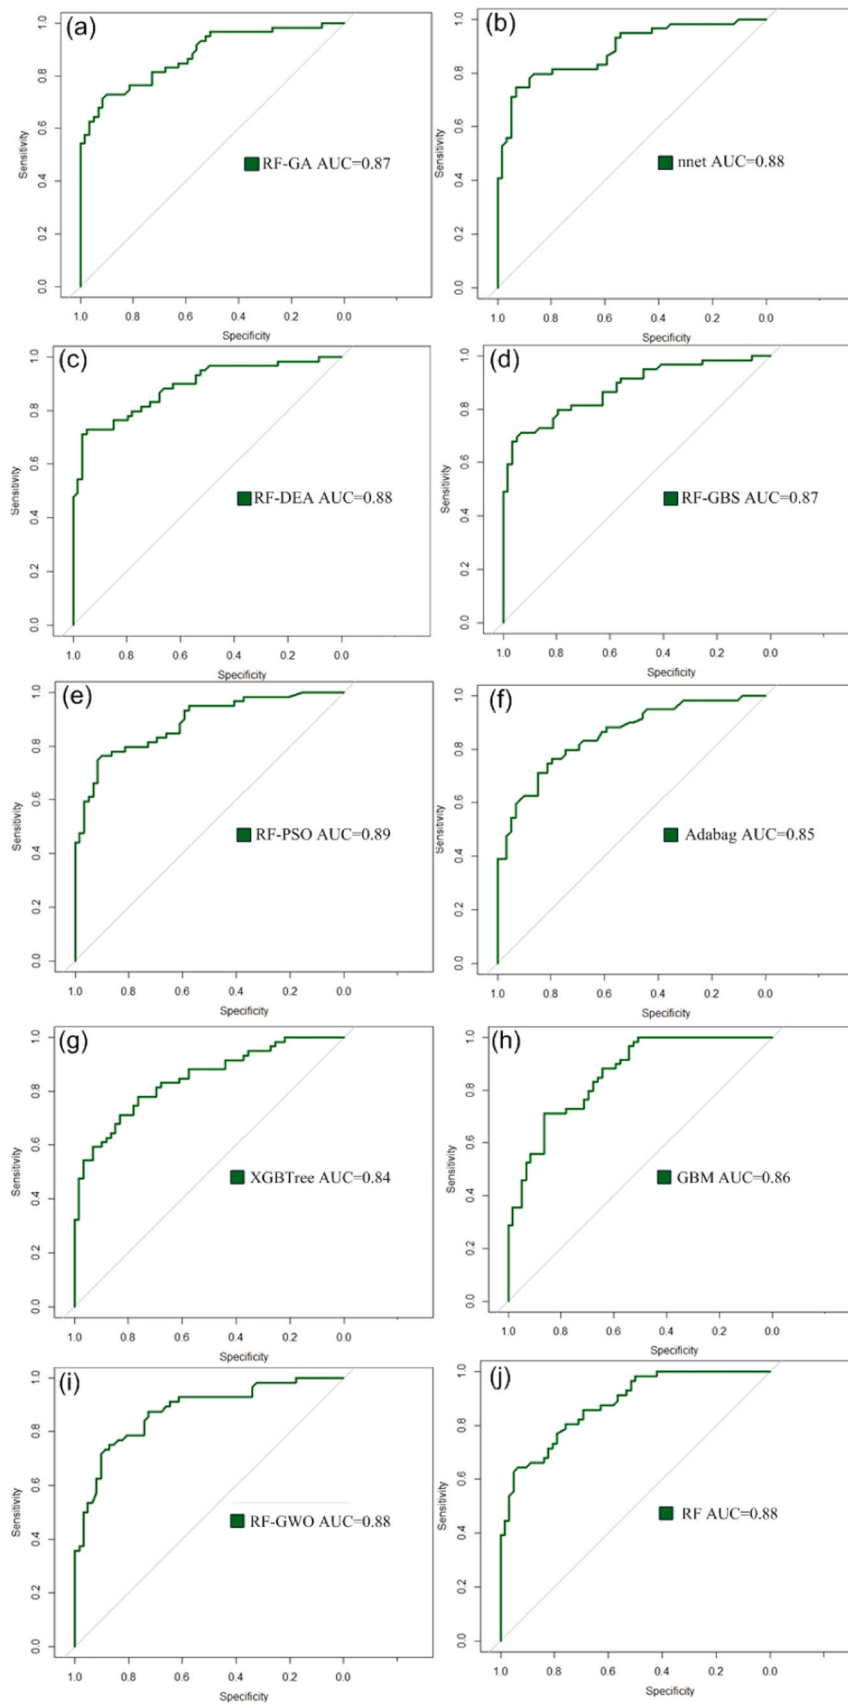 (a)
1.0
0.8
0.6
0.4
0.2
0.0
Sensitivity
RF-GA AUC=0.87
1.0 0.8 0.6 0.4 0.2 0.0
Specificity
(b)
1.0
0.8
0.6
0.4
0.2
0.0
Sensitivity
nnet AUC=0.88
1.0 0.8 0.6 0.4 0.2 0.0
Specificity
(c)
1.0
0.8
0.6
0.4
0.2
0.0
Sensitivity
RF-DEA AUC=0.88
1.0 0.8 0.6 0.4 0.2 0.0
Specificity
(d)
1.0
0.8
0.6
0.4
0.2
0.0
Sensitivity
RF-GBS AUC=0.87
1.0 0.8 0.6 0.4 0.2 0.0
Specificity
(e)
1.0
0.8
0.6
0.4
0.2
0.0
Sensitivity
RF-PSO AUC=0.89
1.0 0.8 0.6 0.4 0.2 0.0
Specificity
(f)
1.0
0.8
0.6
0.4
0.2
0.0
Sensitivity
Adabag AUC=0.85
1.0 0.8 0.6 0.4 0.2 0.0
Specificity
(g)
1.0
0.8
0.6
0.4
0.2
0.0
Sensitivity
XGBTree AUC=0.84
1.0 0.8 0.6 0.4 0.2 0.0
Specificity
(h)
1.0
0.8
0.6
0.4
0.2
0.0
Sensitivity
GBM AUC=0.86
1.0 0.8 0.6 0.4 0.2 0.0
Specificity
(i)
1.0
0.8
0.6
0.4
0.2
0.0
Sensitivity
RF-GWO AUC=0.88
1.0 0.8 0.6 0.4 0.2 0.0
Specificity
(j)
1.0
0.8
0.6
0.4
0.2
0.0
Sensitivity
RF AUC=0.88
1.0 0.8 0.6 0.4 0.2 0.0
Specificity